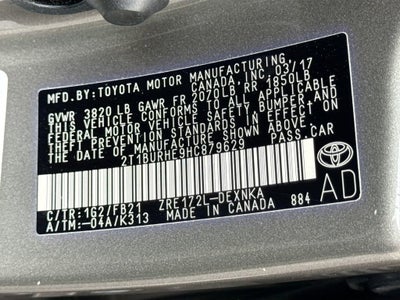 MFD.BY:TOYOTA MOTOR MANUFACTURING,
CANADA, INC. 03/17
GVWR 3820 LB GAWR FR 2070LB RR 1850LB
THIS VEHICLE CONFORMS TO ALL APPLICABLE
FEDERAL MOTOR VEHICLE SAFETY, BUMPER, AND
THEFT PREVENTION STANDARDS IN EFFECT ON THE
DATE OF MANUFACTURE SHOWN ABOVE.
2T1BURHE9HC879629 PASS.CAR
C/TR:1G2/FB21 ZRE172L-DEXNKA
A/TM:-04A/K313 MADE IN CANADA 884
AD